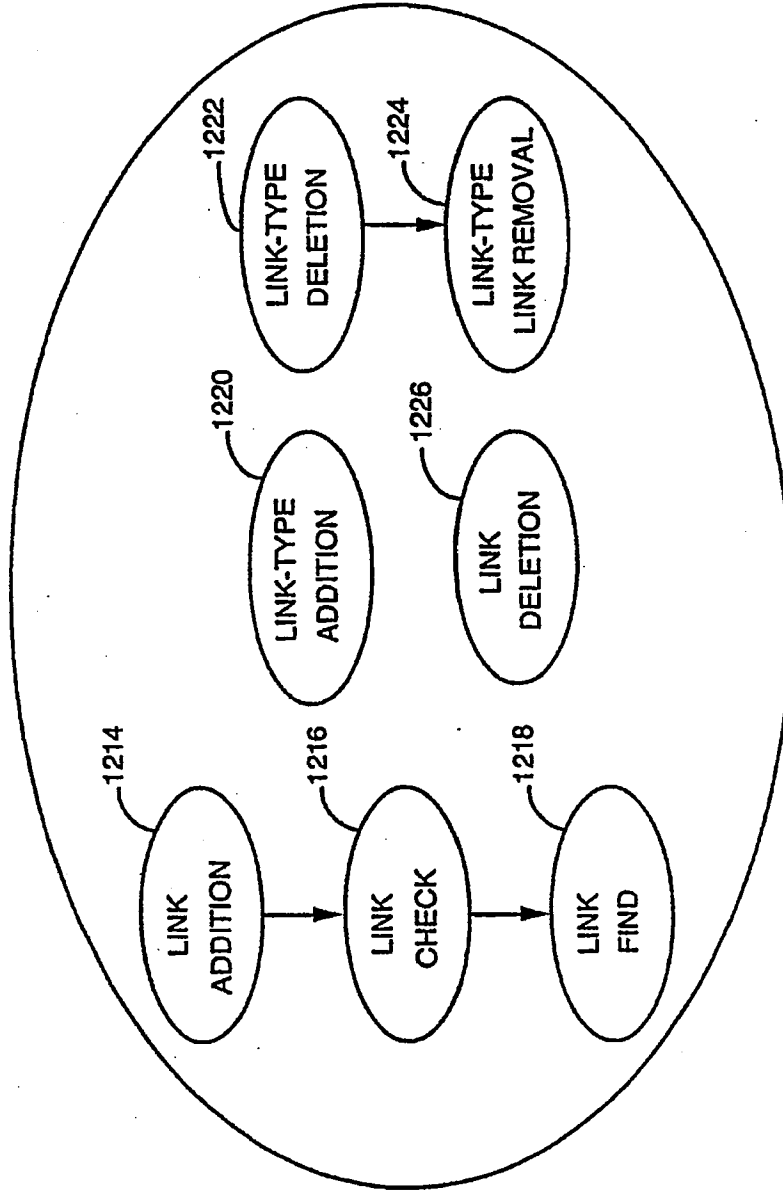 1214
LINK
ADDITION
1216
LINK
CHECK
1218
LINK
FIND
1220
LINK-TYPE
ADDITION
1226
LINK
DELETION
1222
LINK-TYPE
DELETION
1224
LINK-TYPE
LINK REMOVAL